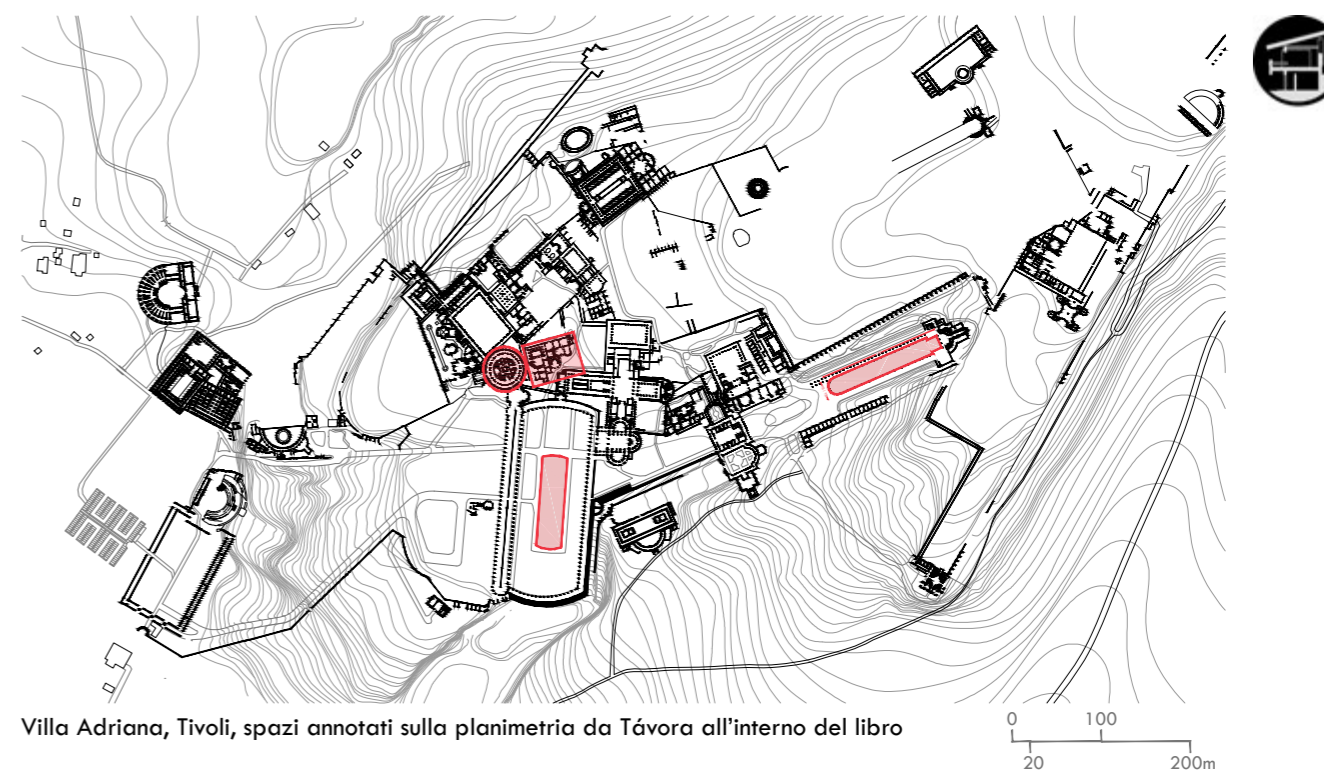 Villa Adriana, Tivoli, spazi annotati sulla planimetria da Távora all'interno del libro
0 100
20 200m